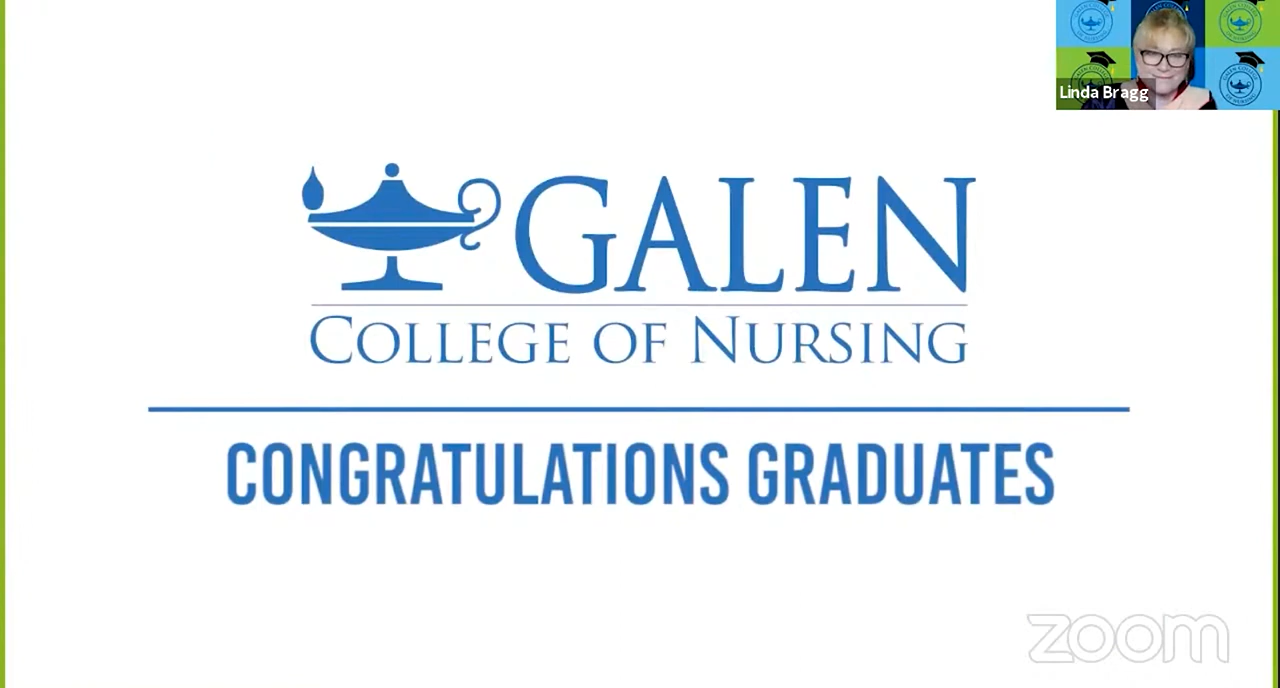 Linda Bragg
GALEN
COLLEGE OF NURSING
CONGRATULATIONS GRADUATES
zoom